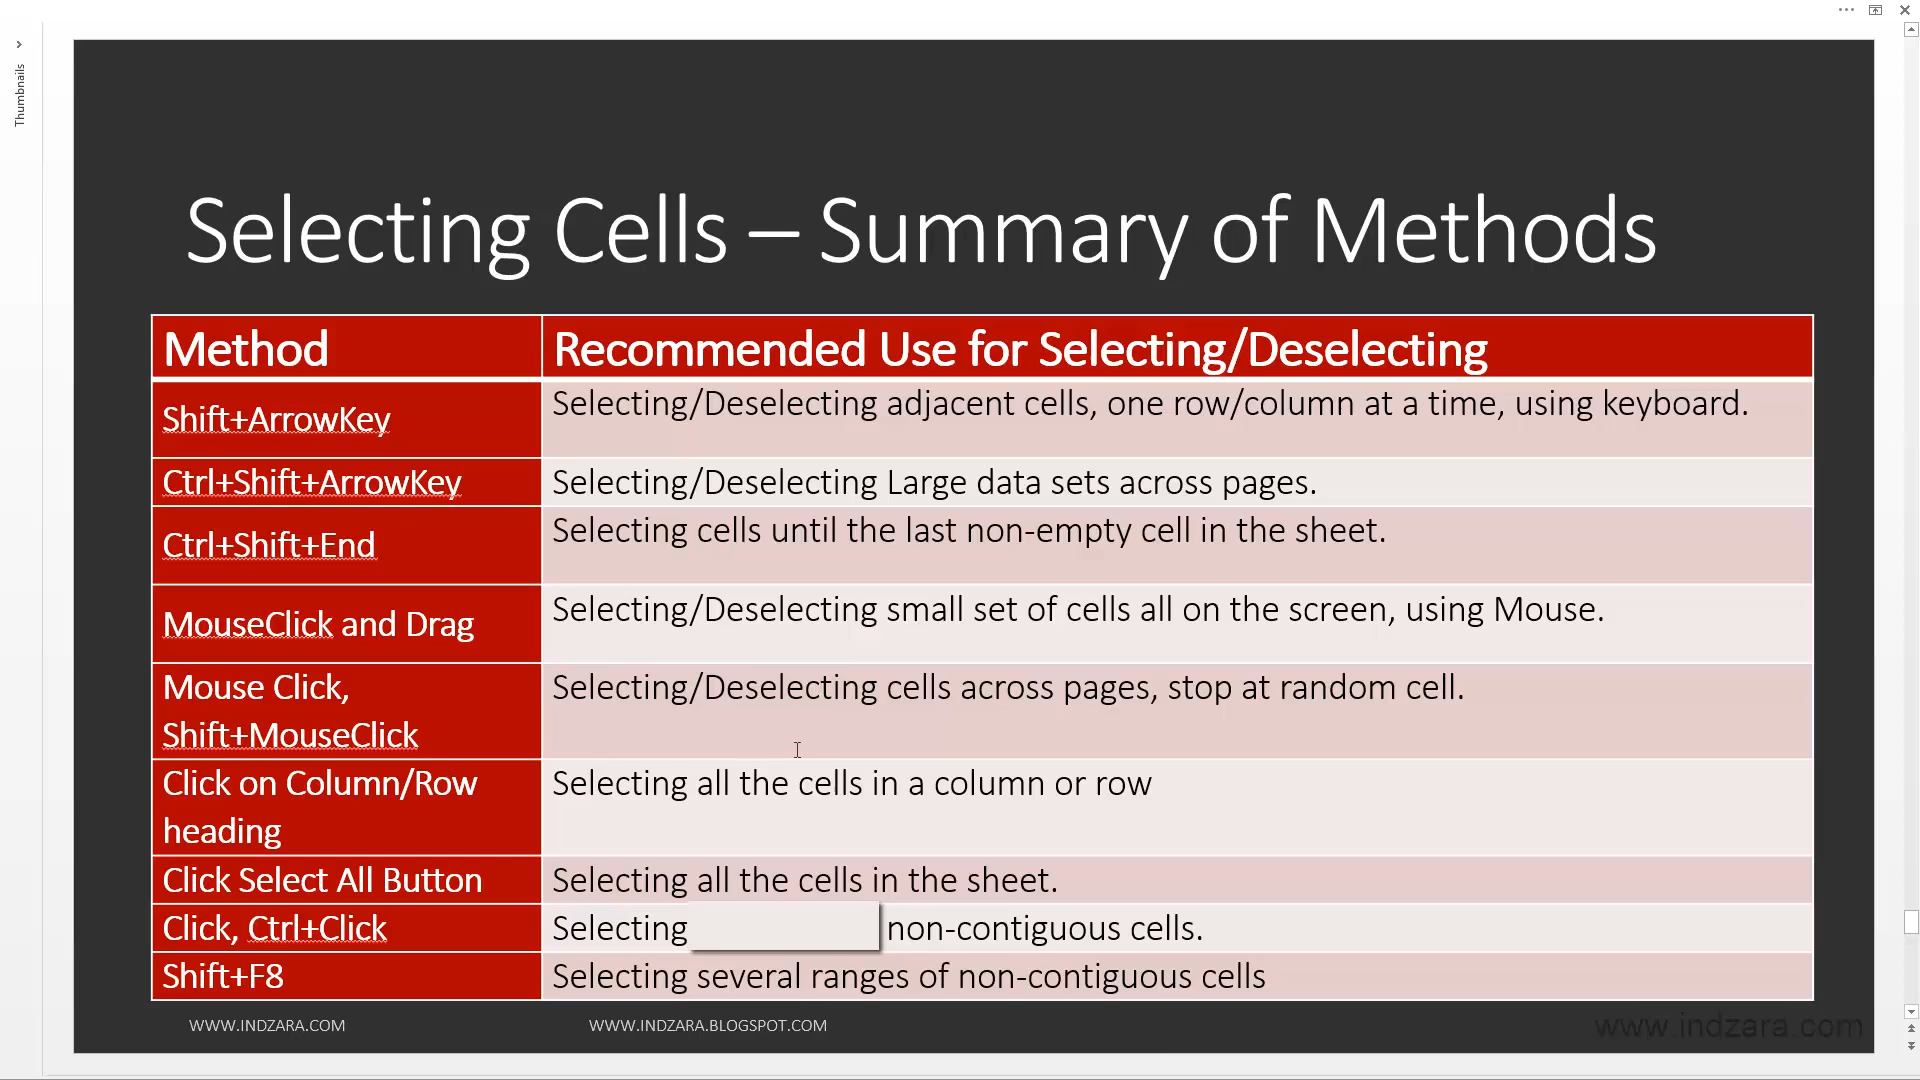 Thumbnails
Selecting Cells – Summary of Methods
Method
Recommended Use for Selecting/Deselecting
Shift+ArrowKey
Selecting/Deselecting adjacent cells, one row/column at a time, using keyboard.
Ctrl+Shift+ArrowKey
Selecting/Deselecting Large data sets across pages.
Ctrl+Shift+End
Selecting cells until the last non-empty cell in the sheet.
MouseClick and Drag
Selecting/Deselecting small set of cells all on the screen, using Mouse.
Mouse Click,
Shift+MouseClick
Selecting/Deselecting cells across pages, stop at random cell.
Click on Column/Row
heading
Selecting all the cells in a column or row
Click Select All Button
Selecting all the cells in the sheet.
Click, Ctrl+Click
Selecting non-contiguous cells.
Shift+F8
Selecting several ranges of non-contiguous cells
WWW.INDZARA.COM
WWW.INDZARA.BLOGSPOT.COM
www.indzara.com